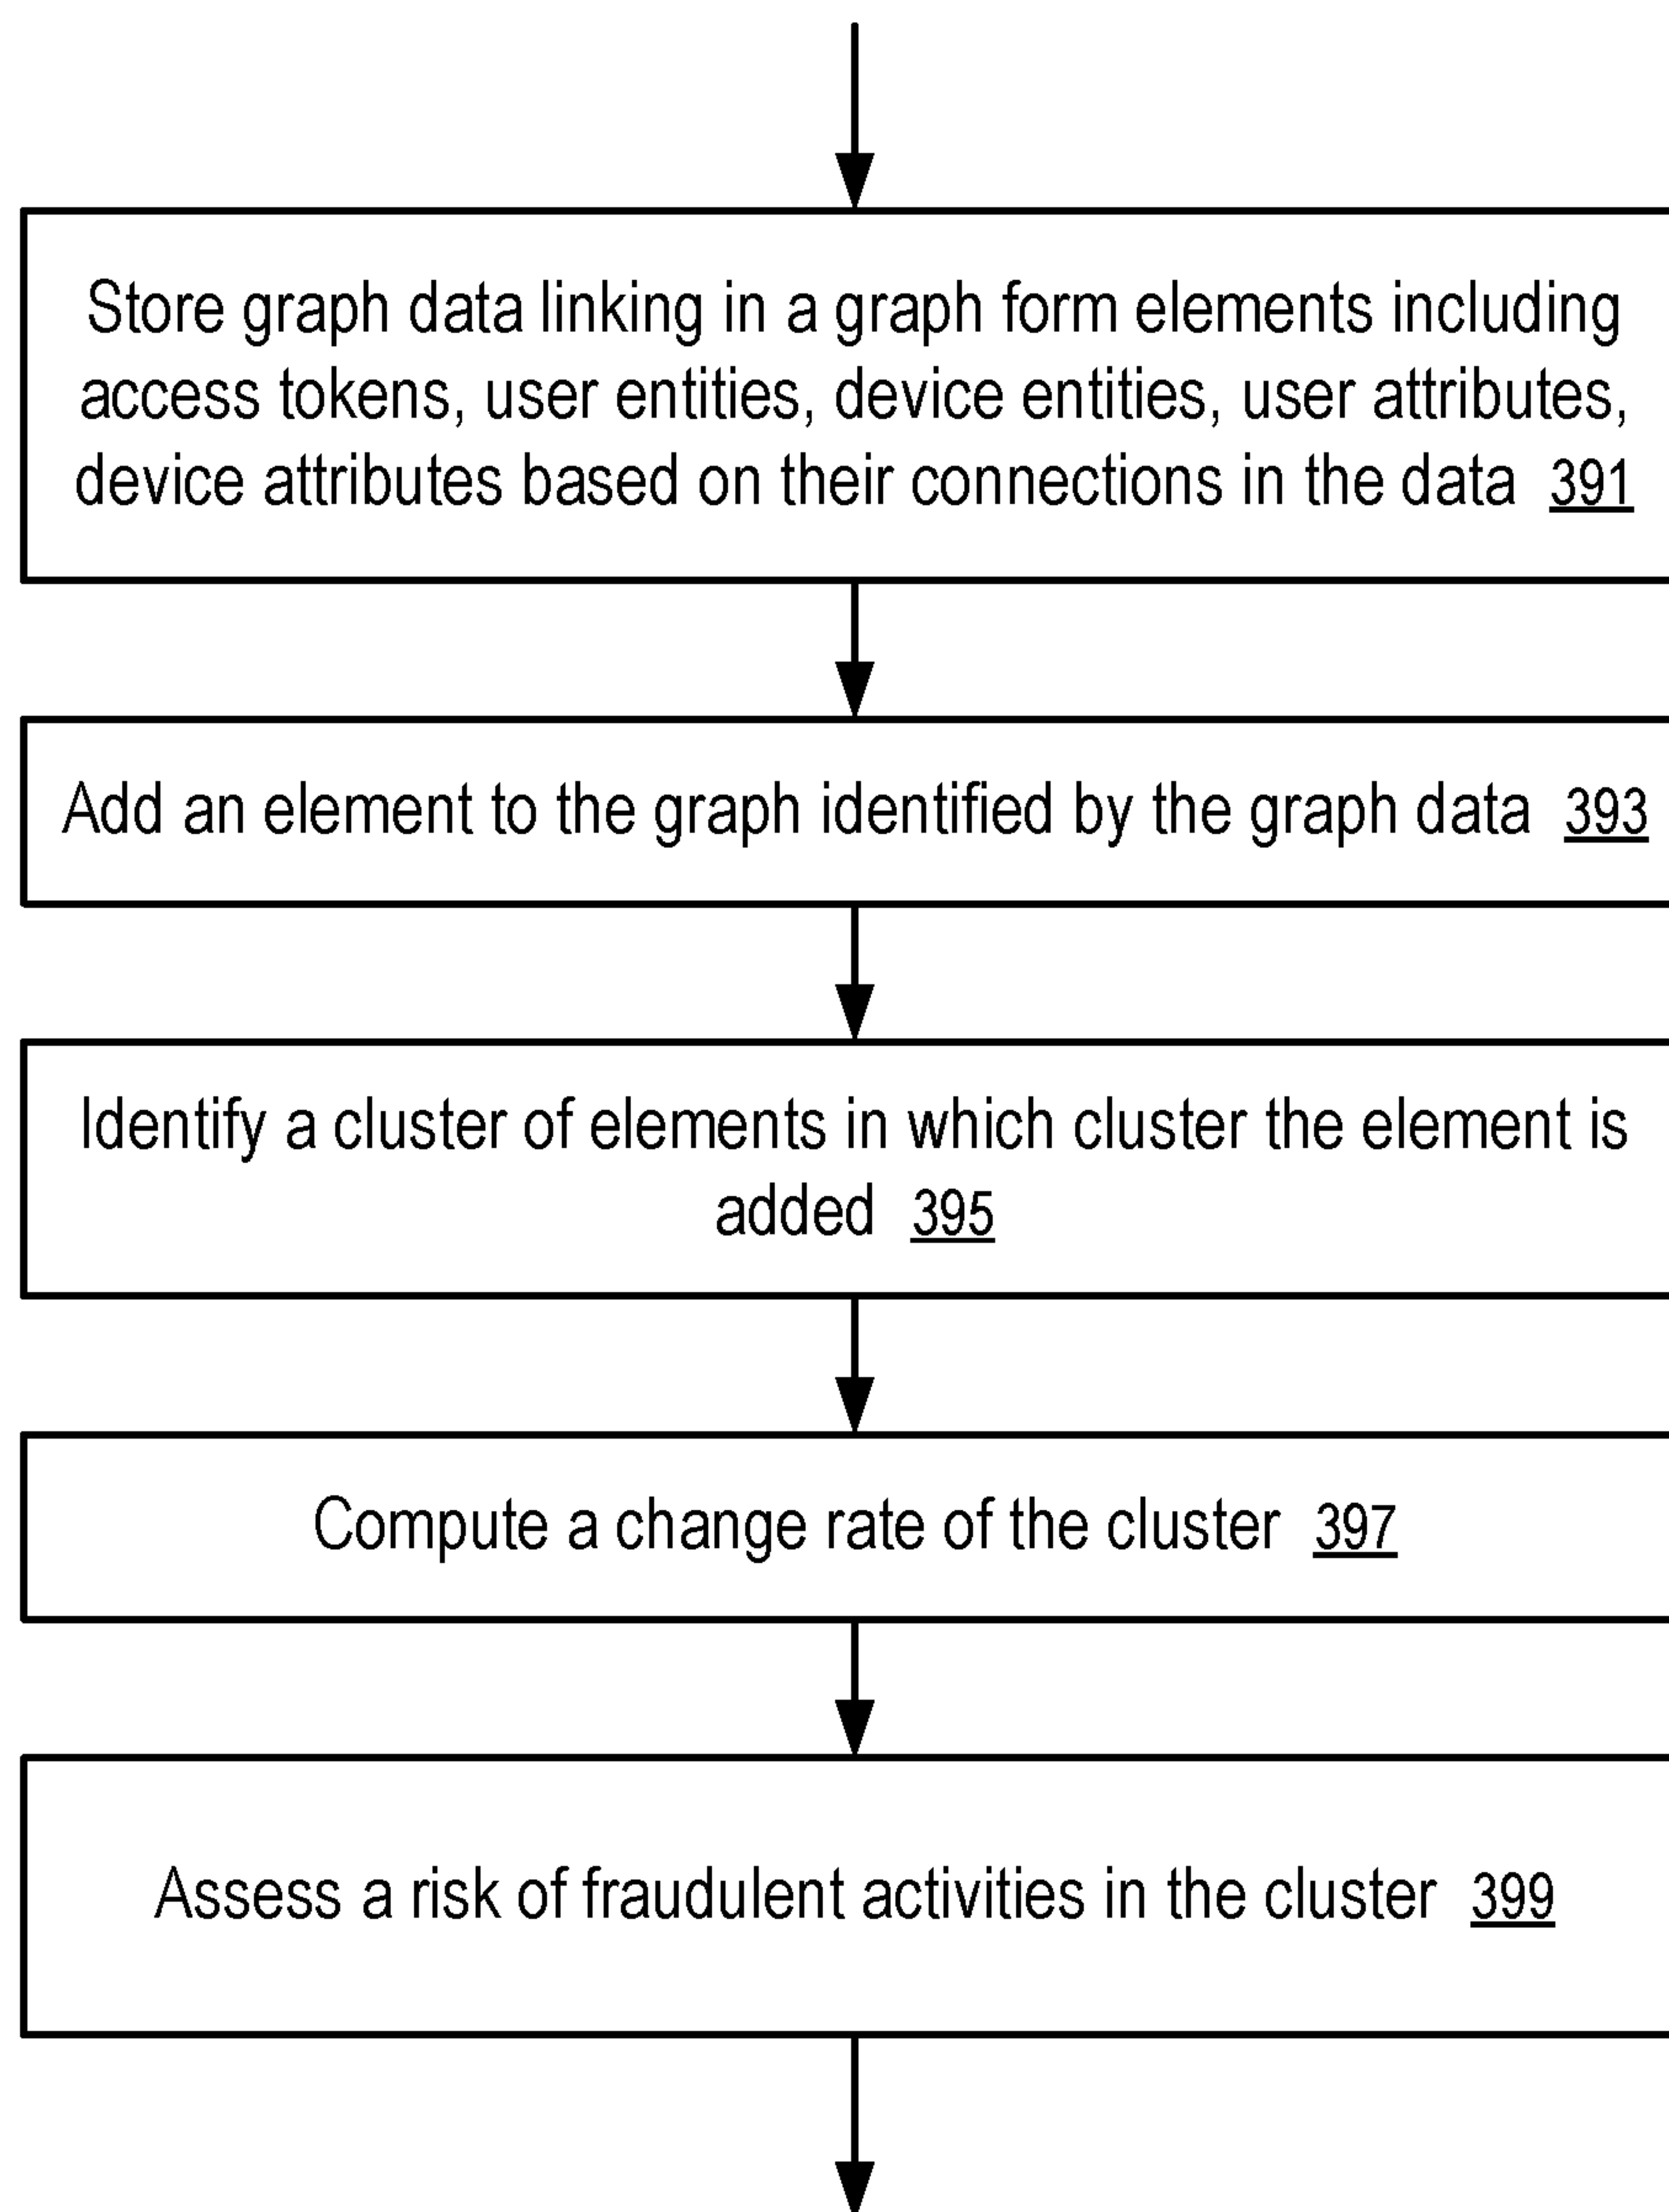 Store graph data linking in a graph form elements including
access tokens, user entities, device entities, user attributes,
device attributes based on their connections in the data 391
Add an element to the graph identified by the graph data 393
Identify a cluster of elements in which cluster the element is
added 395
Compute a change rate of the cluster 397
Assess a risk of fraudulent activities in the cluster 399